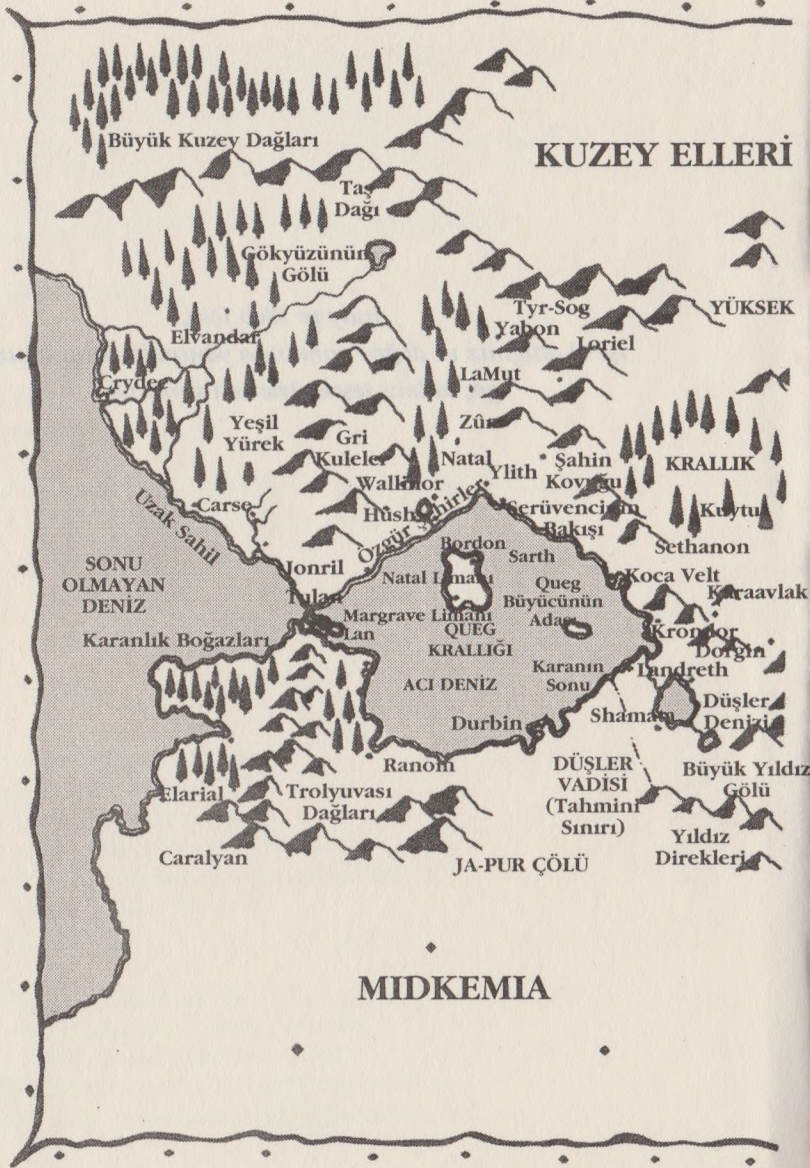 Büyük Kuzey Dağları
KUZEY ELLERİ
Taş
Dağı
Gökyüzünün
Gölü
Tyr-Sog
YÜKSEK
Yabon
Loriel
Elvandar
Crydee
LaMut
Yeşil
Yürek
Gri
Kuleler
Zûn
Natal
Ylith
Şahin
Kovuğu
KRALLIK
Walinor
Carse
Hüsh
Özgür Şehirler
Serüvencinin
Bakışı
Kuytu
Sethanon
Uzak Sahil
Bordon
Sarth
SONU
OLMAYAN
DENİZ
Jonril
Natal Limanı
Queg
Büyücünün
Adası
Koca Velt
Karaavlak
Tulan
Margrave Limanı
Lan
QUEG
KRALLIĞI
Krondor
Dorgin
Karanlık Boğazları
ACI DENİZ
Karanın
Sonu
Landreth
Durbin
Shamata
Düşler
Denizi
Ranom
DÜŞLER
VADİSİ
(Tahmini
Sınırı)
Büyük Yıldız
Gölü
Elarial
Trolyuvası
Dağları
Yıldız
Direkleri
Caralyan
JA-PUR ÇÖLÜ
MIDKEMIA